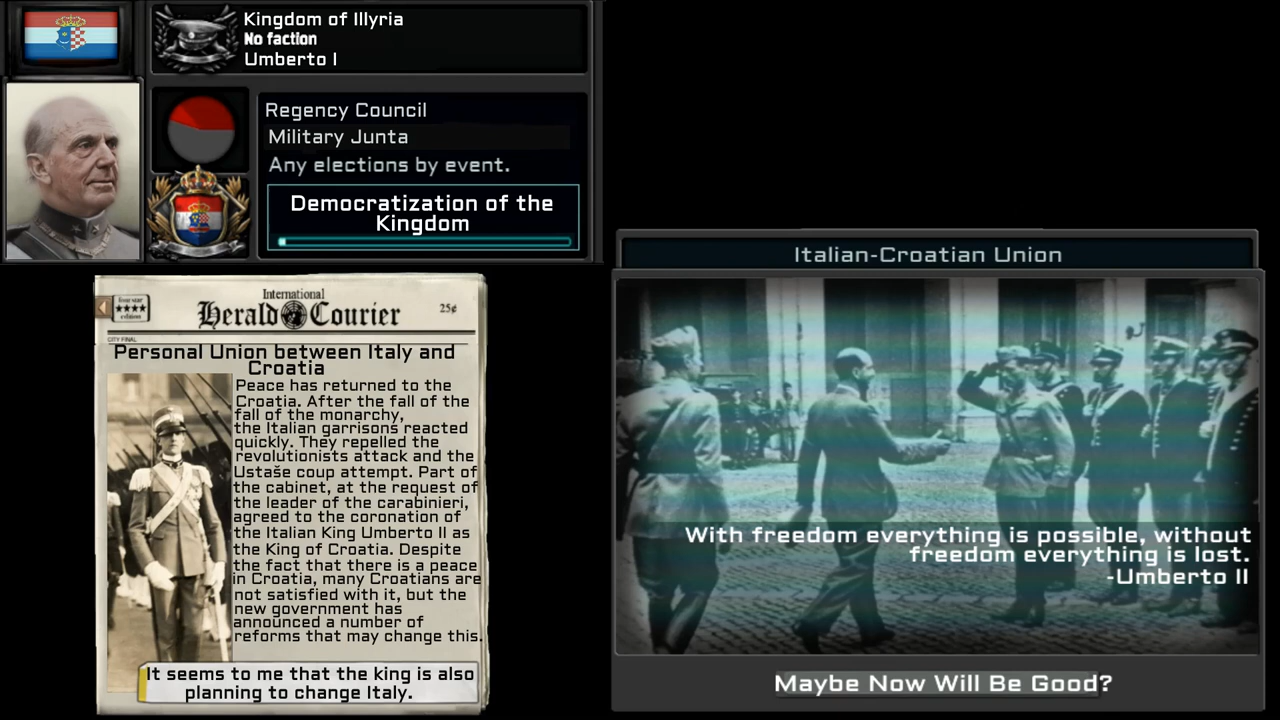 Kingdom of Illyria
No faction
Umberto I
Regency Council
Military Junta
Any elections by event.
Democratization of the
Kingdom
four star
★★★★
edition
International
Herald Courier
25¢
CITY FINAL
Personal Union between Italy and
Croatia
Peace has returned to the
Croatia. After the fall of the
fall of the monarchy,
the Italian garrisons reacted
quickly. They repelled the
revolutionists attack and the
Ustaše coup attempt. Part of
the cabinet, at the request of
the leader of the carabinieri,
agreed to the coronation of
the Italian King Umberto II as
the King of Croatia. Despite
the fact that there is a peace
in Croatia, many Croatians are
not satisfied with it, but the
new government has
announced a number of
reforms that may change this.
It seems to me that the king is also
planning to change Italy.
Italian-Croatian Union
With freedom everything is possible, without
freedom everything is lost.
-Umberto II
Maybe Now Will Be Good?